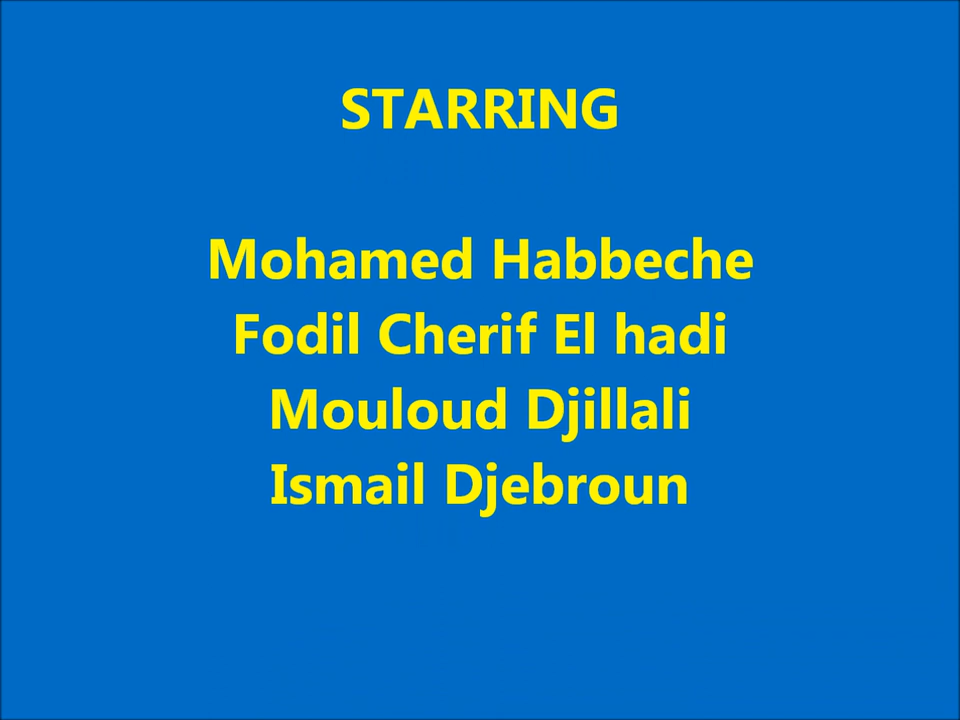 STARRING
Mohamed Habbeche
Fodil Cherif El hadi
Mouloud Djillali
Ismail Djebroun